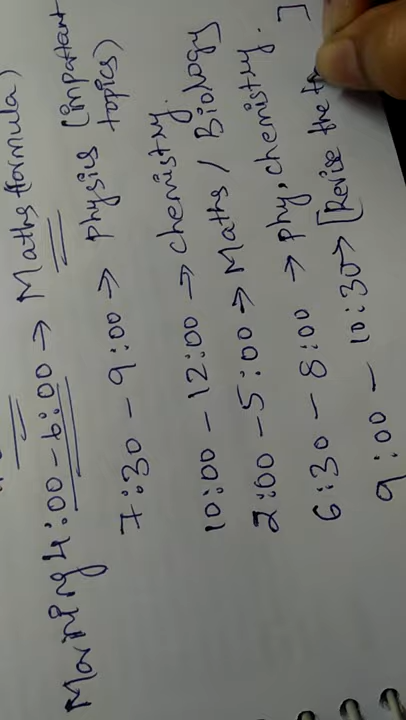 Morning 4:00 - 6:00 → Maths (formula)
7:30 - 9:00 → physics (important
topics)
10:00 - 12:00 → chemistry.
2:00 - 5:00 → Maths / Biology
6:30 - 8:00 → phy, chemistry.
9:00 - 10:30 → [Revise the ]